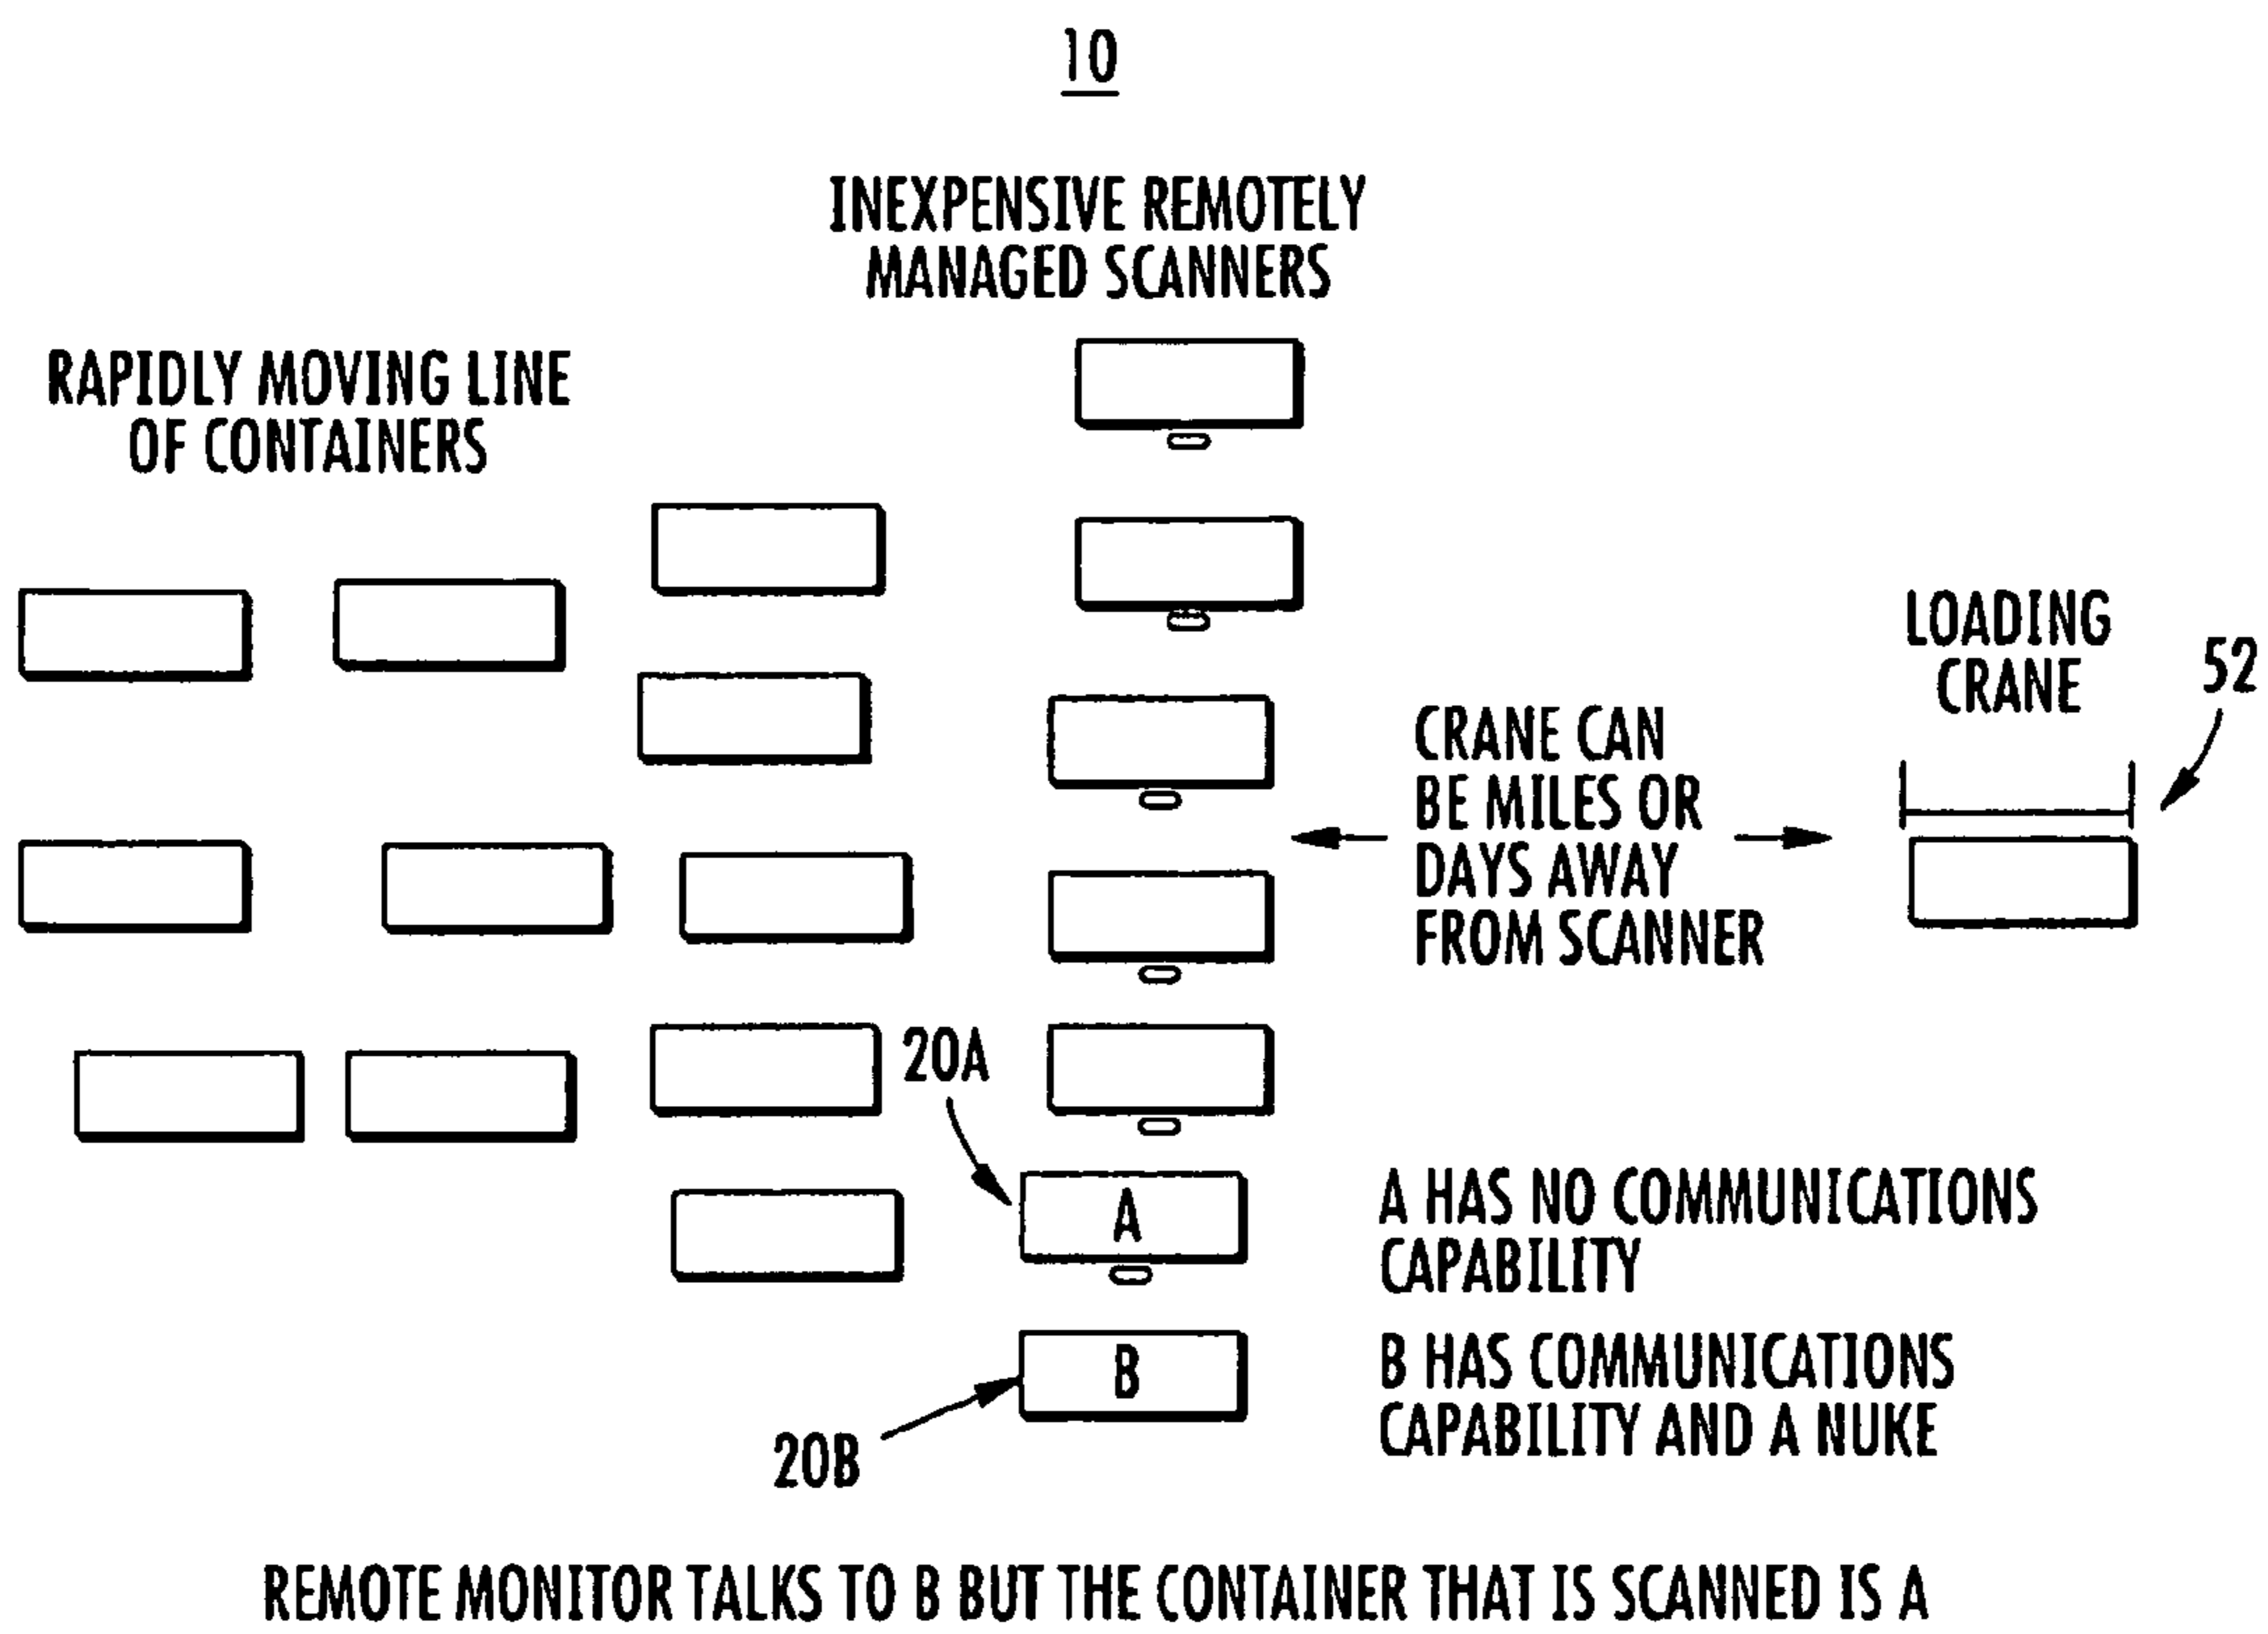 10
INEXPENSIVE REMOTELY
MANAGED SCANNERS
RAPIDLY MOVING LINE
OF CONTAINERS
LOADING
CRANE
52
CRANE CAN
BE MILES OR
DAYS AWAY
FROM SCANNER
20A
A
A HAS NO COMMUNICATIONS
CAPABILITY
B
B HAS COMMUNICATIONS
CAPABILITY AND A NUKE
20B
REMOTE MONITOR TALKS TO B BUT THE CONTAINER THAT IS SCANNED IS A